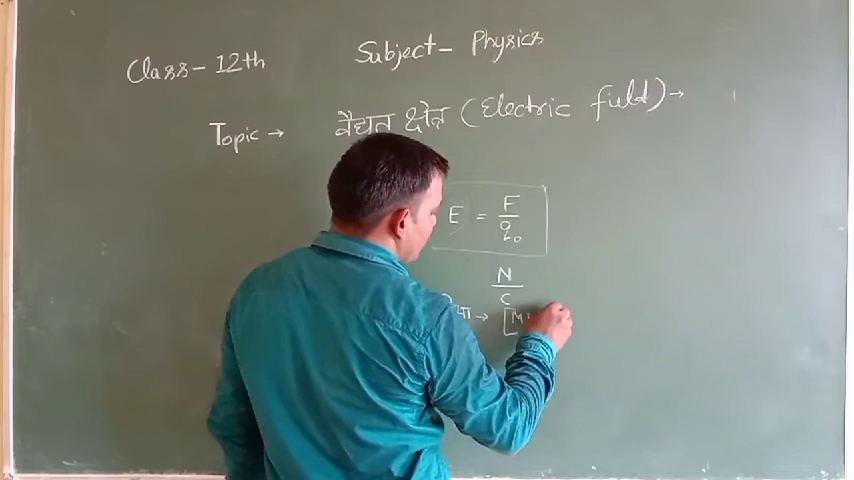 Class - 12th Subject - Physics
Topic → वैद्युत क्षेत्र (Electric field) →
E = F / q₀
N / C
→ [M